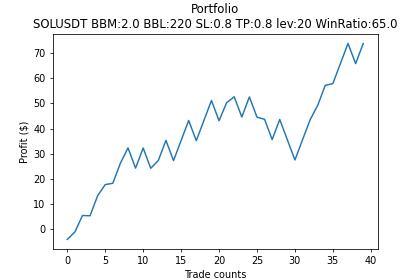 Portfolio
SOLUSDT BBM:2.0 BBL:220 SL:0.8 TP:0.8 lev:20 WinRatio:65.0
70
60
50
40
30
20
10
0
Profit ($)
0 5 10 15 20 25 30 35 40
Trade counts